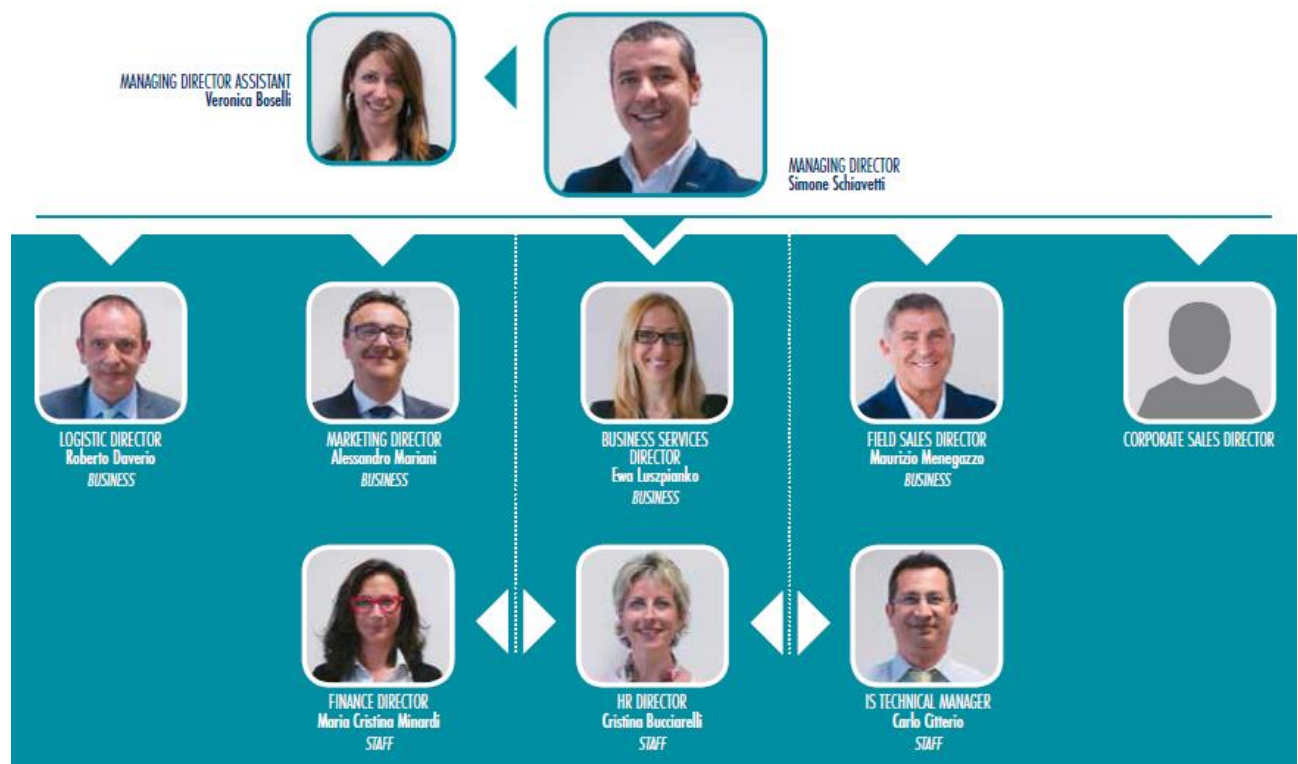 MANAGING DIRECTOR ASSISTANT
Veronica Boselli
MANAGING DIRECTOR
Simone Schiavetti
LOGISTIC DIRECTOR
Roberto Daverio
BUSINESS
MARKETING DIRECTOR
Alessandro Mariani
BUSINESS
BUSINESS SERVICES
DIRECTOR
Ewa Luszpianko
BUSINESS
FIELD SALES DIRECTOR
Maurizio Menegazzo
BUSINESS
CORPORATE SALES DIRECTOR
FINANCE DIRECTOR
Maria Cristina Minardi
STAFF
HR DIRECTOR
Cristina Bucciarelli
STAFF
IS TECHNICAL MANAGER
Carlo Citterio
STAFF